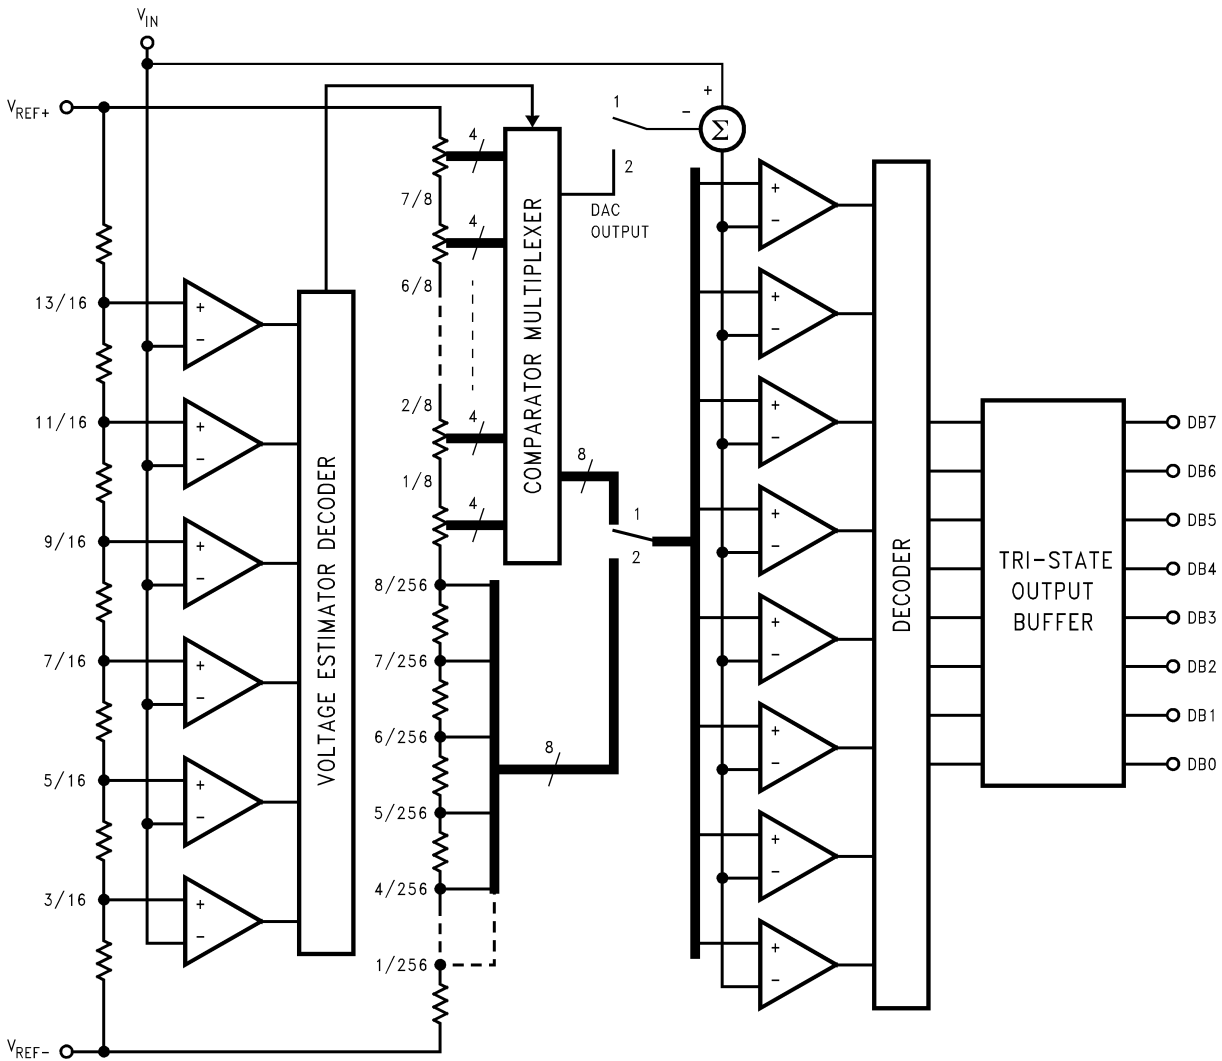 VIN
VREF+
13/16
11/16
9/16
7/16
5/16
3/16
VREF−
+
−
+
−
+
−
+
−
+
−
+
−
VOLTAGE ESTIMATOR DECODER
4
7/8
4
6/8
2/8
4
1/8
4
8/256
7/256
6/256
5/256
4/256
1/256
COMPARATOR MULTIPLEXER
1
2
DAC
OUTPUT
+
−
Σ
8
1
2
8
+
−
+
−
+
−
+
−
+
−
+
−
+
−
+
−
DECODER
TRI-STATE
OUTPUT
BUFFER
DB7
DB6
DB5
DB4
DB3
DB2
DB1
DB0